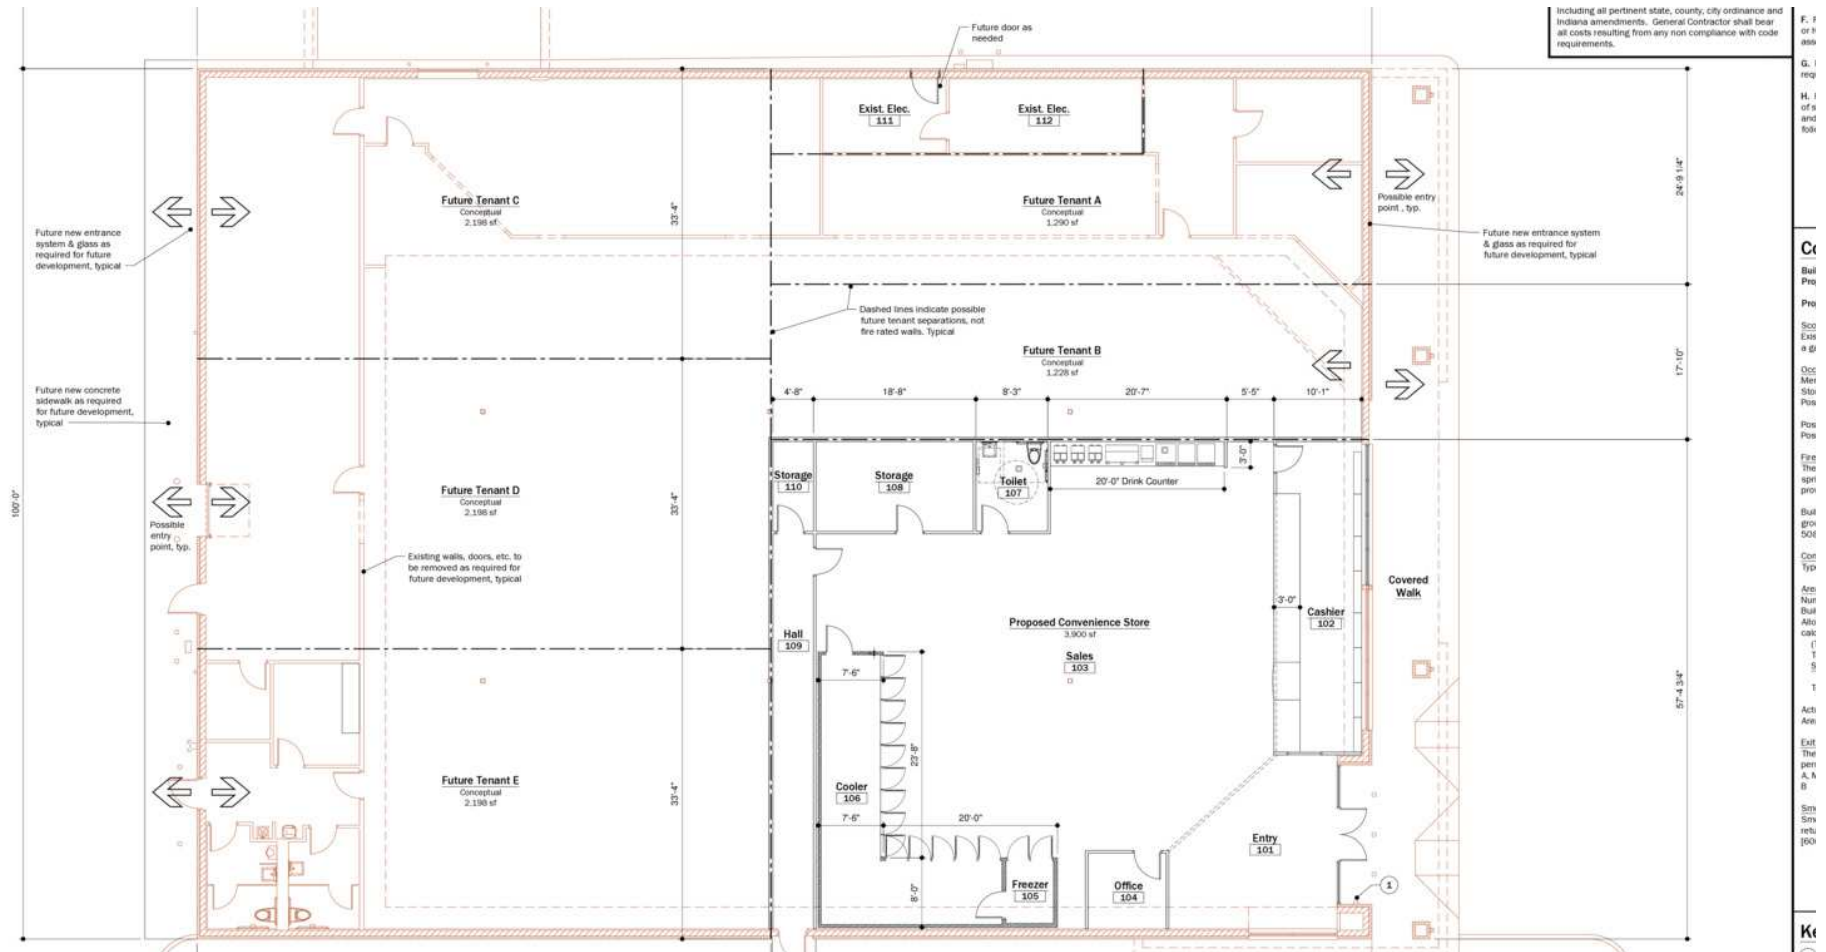 Including all pertinent state, county, city ordinance and
Indiana amendments. General Contractor shall bear
all costs resulting from any non compliance with code
requirements.
F.
G.
H.
Future door as
needed
Exist. Elec.
111
Exist. Elec.
112
Future Tenant C
Conceptual
2,198 sf
33'-4"
Future Tenant A
Conceptual
1,290 sf
Possible entry
point , typ.
24'-9 1/4"
Future new entrance
system & glass as
required for future
development, typical
Future new entrance system
& glass as required for
future development, typical
Dashed lines indicate possible
future tenant separations, not
fire rated walls. Typical
Future Tenant B
Conceptual
1,228 sf
17'-10"
Future new concrete
sidewalk as required
for future development,
typical
4'-8"
18'-8"
8'-3"
20'-7"
5'-5"
10'-1"
100'-0"
Future Tenant D
Conceptual
2,198 sf
33'-4"
Storage
110
Storage
108
Toilet
107
20'-0" Drink Counter
3'-0"
Possible
entry
point, typ.
Existing walls, doors, etc. to
be removed as required for
future development, typical
Covered
Walk
3'-0"
Cashier
102
Hall
109
Proposed Convenience Store
3,900 sf
Sales
103
57'-4 3/4"
7'-6"
23'-8"
Future Tenant E
Conceptual
2,198 sf
33'-4"
Cooler
106
7'-6"
20'-0"
Entry
101
8'-0"
Freezer
105
Office
104
1